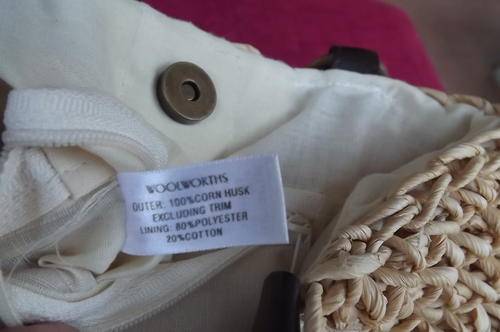 WOOLWORTHS
OUTER: 100%CORN HUSK
EXCLUDING TRIM
LINING: 80%POLYESTER
20%COTTON